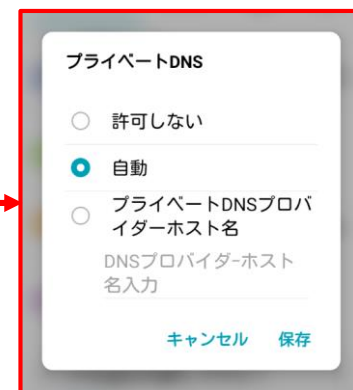 プライベートDNS
許可しない
自動
プライベートDNSプロバ
イダーホスト名
DNSプロバイダｰホスト
名入力
キャンセル 保存